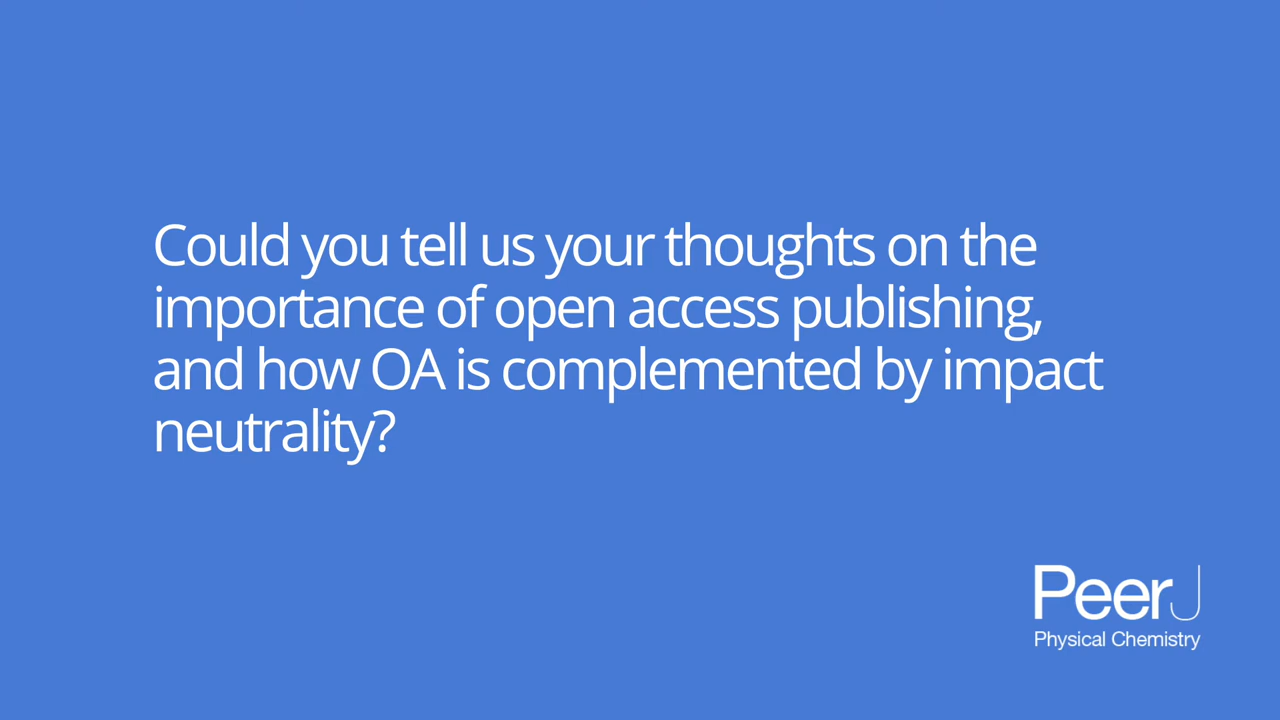 Could you tell us your thoughts on the
importance of open access publishing,
and how OA is complemented by impact
neutrality?
PeerJ
Physical Chemistry